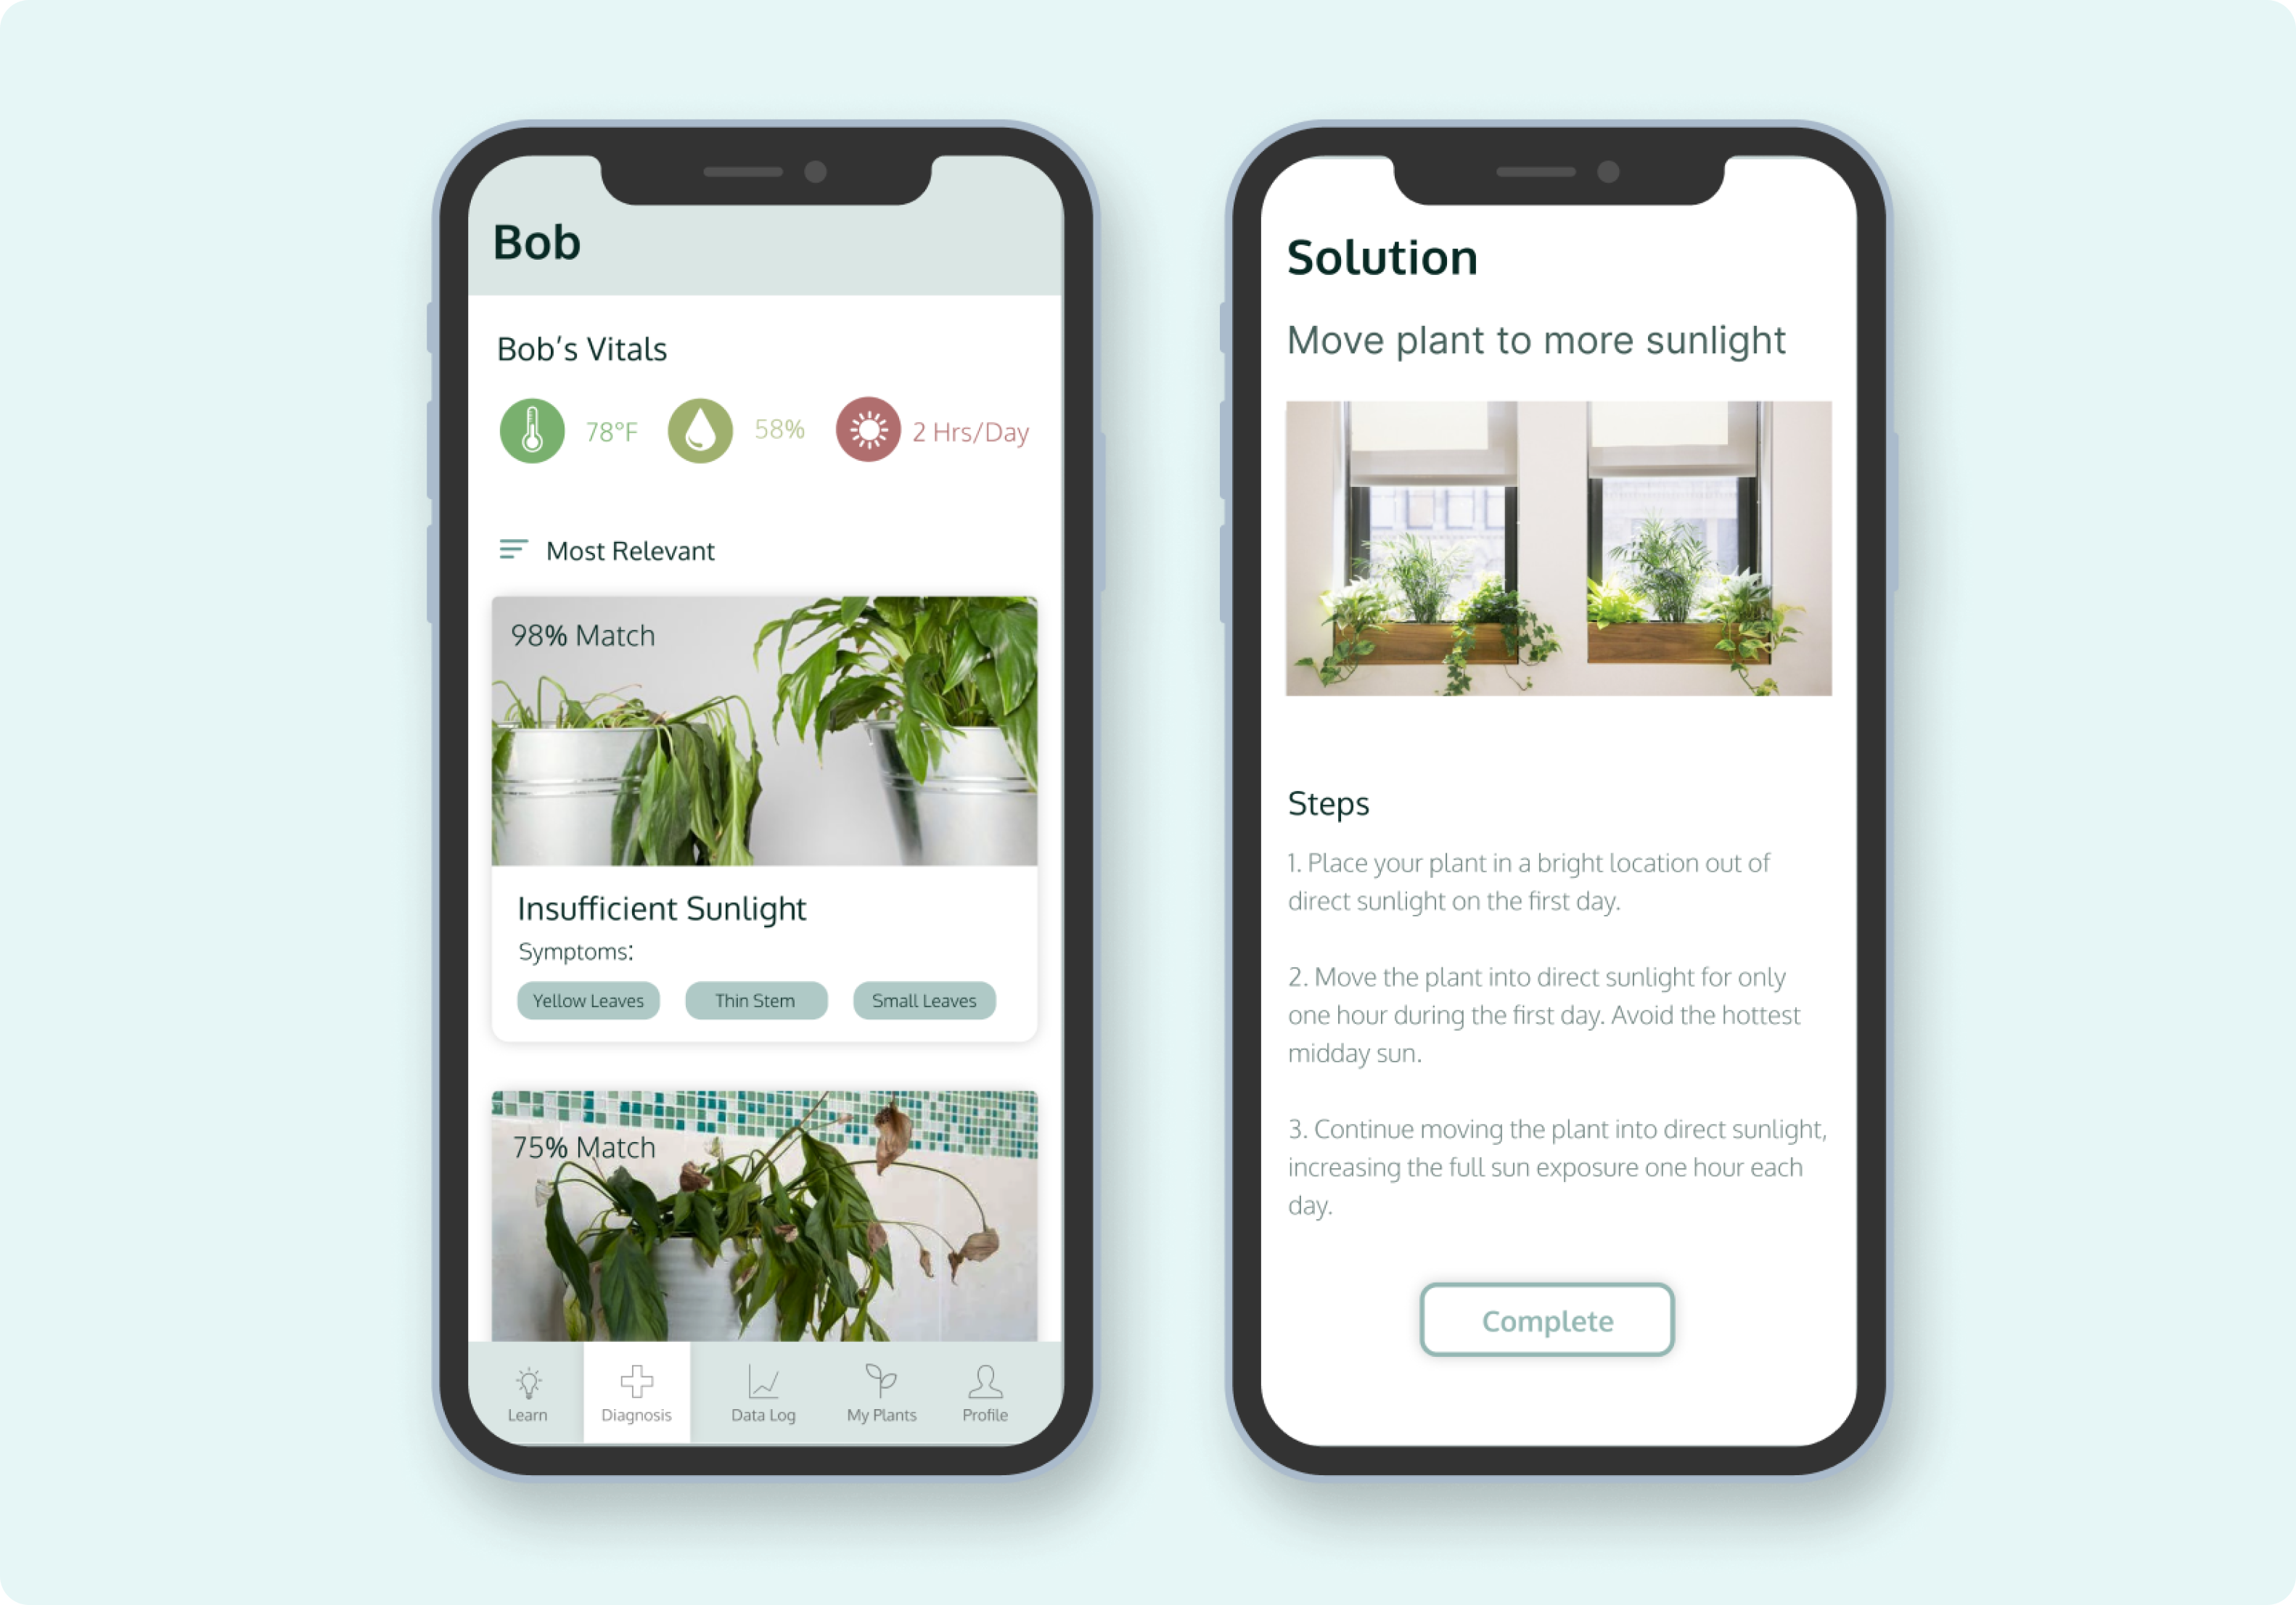 Bob
Bob's Vitals
78°F 58% 2 Hrs/Day
Most Relevant
98% Match
Insufficient Sunlight
Symptoms:
Yellow Leaves Thin Stem Small Leaves
75% Match
Learn Diagnosis Data Log My Plants Profile
Solution
Move plant to more sunlight
Steps
1. Place your plant in a bright location out of
direct sunlight on the first day.
2. Move the plant into direct sunlight for only
one hour during the first day. Avoid the hottest
midday sun.
3. Continue moving the plant into direct sunlight,
increasing the full sun exposure one hour each
day.
Complete